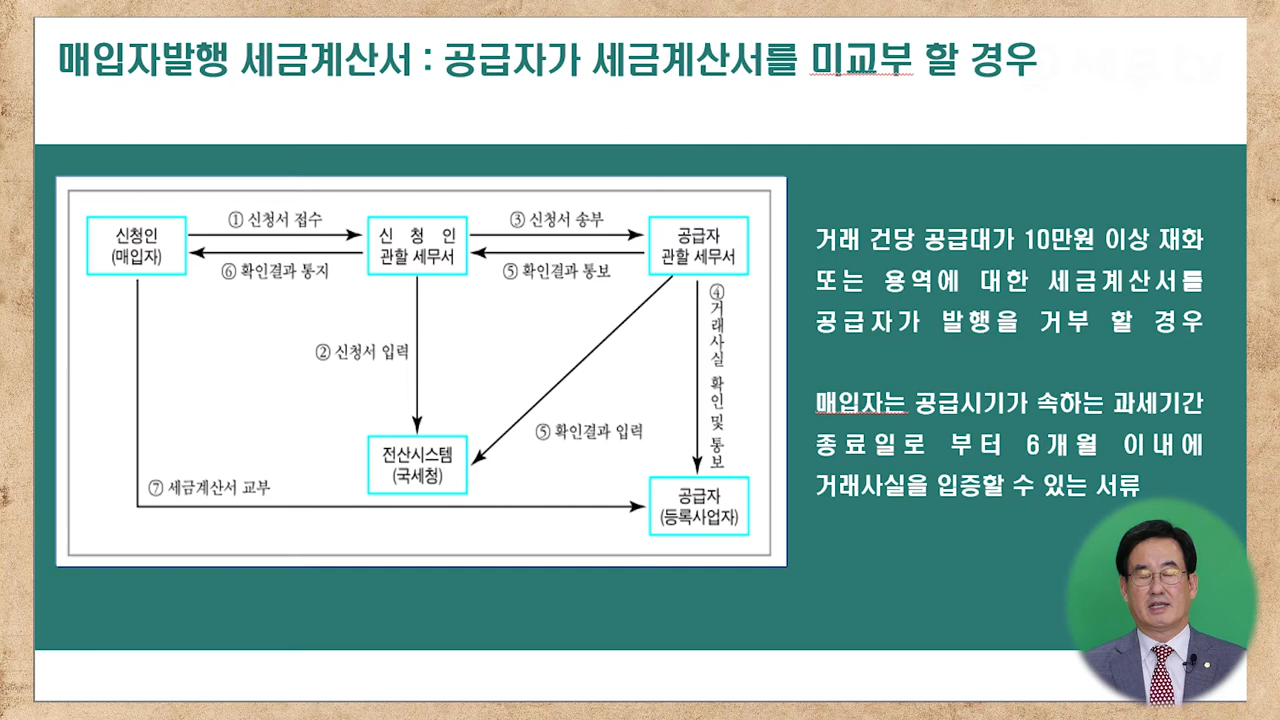 매입자발행 세금계산서 : 공급자가 세금계산서를 미교부 할 경우
신청인
(매입자)
① 신청서 접수
⑥ 확인결과 통지
신 청 인
관할 세무서
③ 신청서 송부
⑤ 확인결과 통보
공급자
관할 세무서
② 신청서 입력
④거래사실 확인 및 통보
⑤ 확인결과 입력
전산시스템
(국세청)
⑦ 세금계산서 교부
공급자
(등록사업자)
거래 건당 공급대가 10만원 이상 재화
또는 용역에 대한 세금계산서를
공급자가 발행을 거부 할 경우
매입자는 공급시기가 속하는 과세기간
종료일로 부터 6개월 이내에
거래사실을 입증할 수 있는 서류